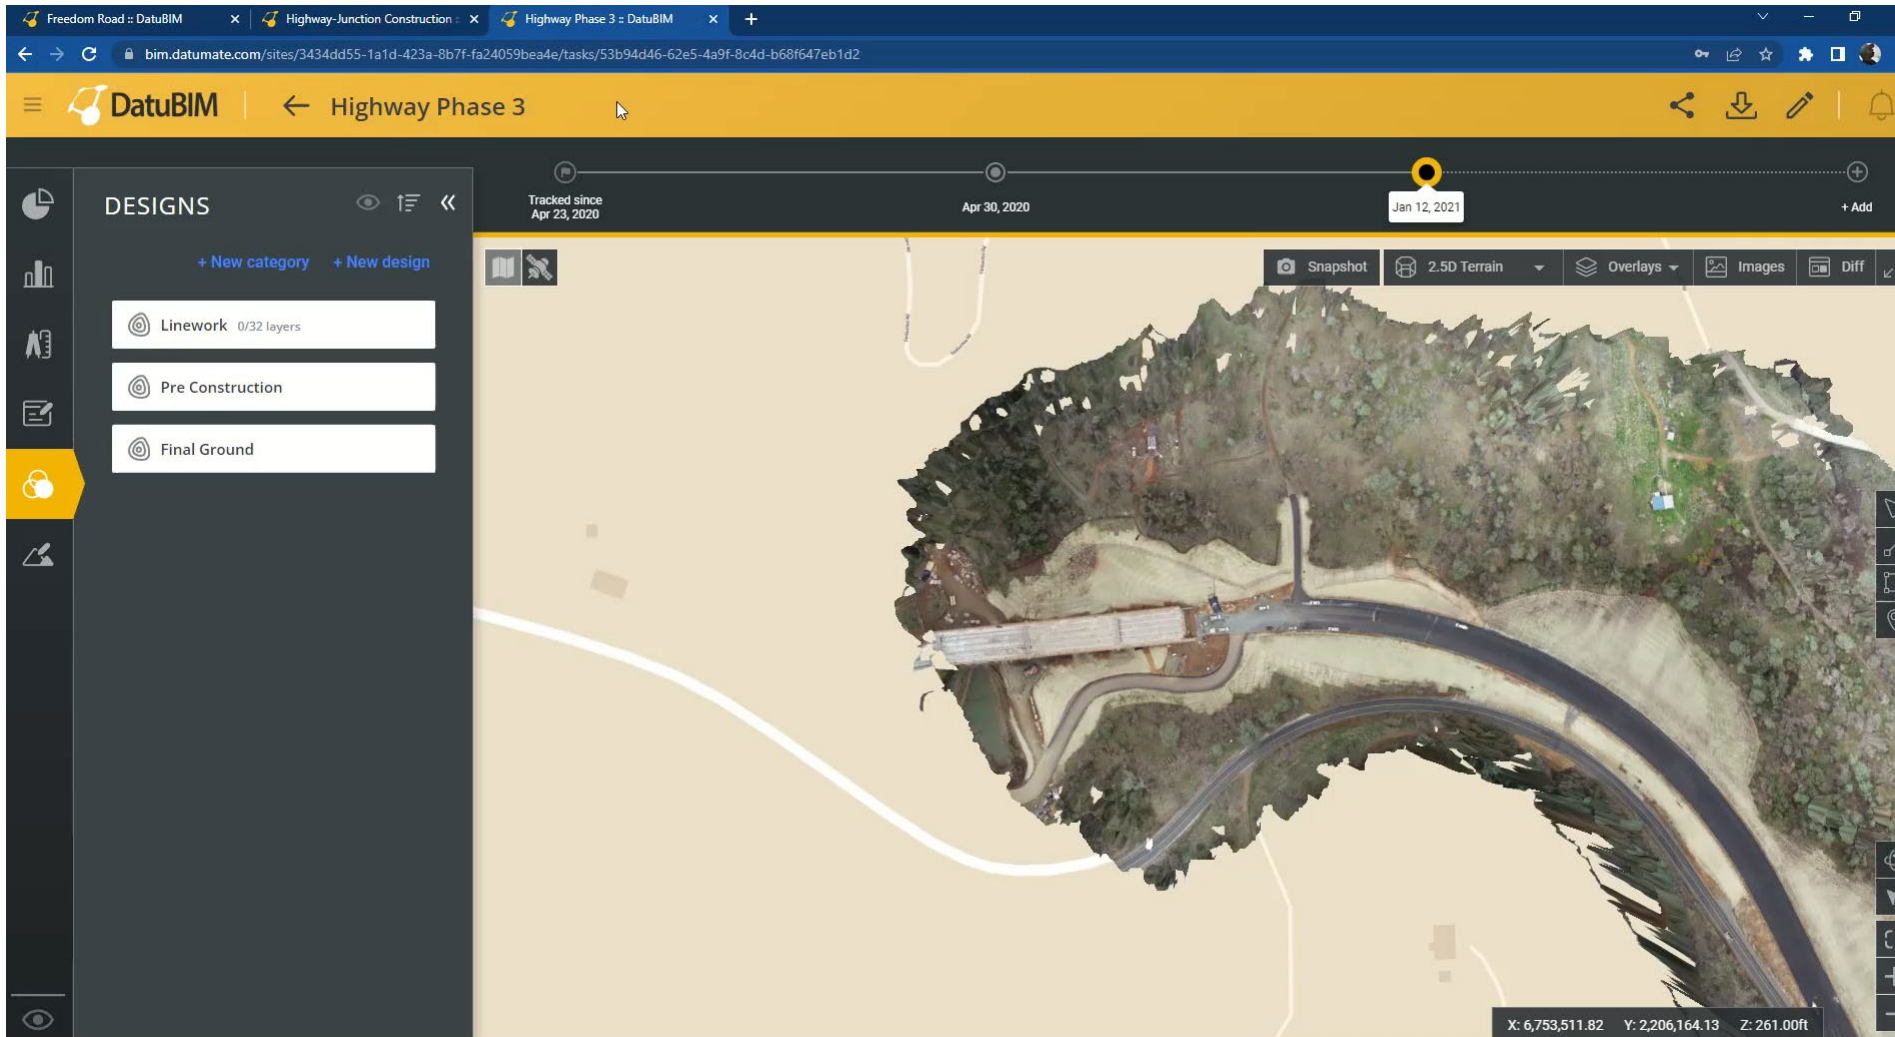 Freedom Road :: DatuBIM
Highway-Junction Construction ::
Highway Phase 3 :: DatuBIM
bim.datumate.com/sites/3434dd55-1a1d-423a-8b7f-fa24059bea4e/tasks/53b94d46-62e5-4a9f-8c4d-b68f647eb1d2
DatuBIM
Highway Phase 3
Tracked since
Apr 23, 2020
Apr 30, 2020
Jan 12, 2021
+ Add
DESIGNS
+ New category + New design
Linework 0/32 layers
Pre Construction
Final Ground
Snapshot
2.5D Terrain
Overlays
Images
Diff
X: 6,753,511.82 Y: 2,206,164.13 Z: 261.00ft